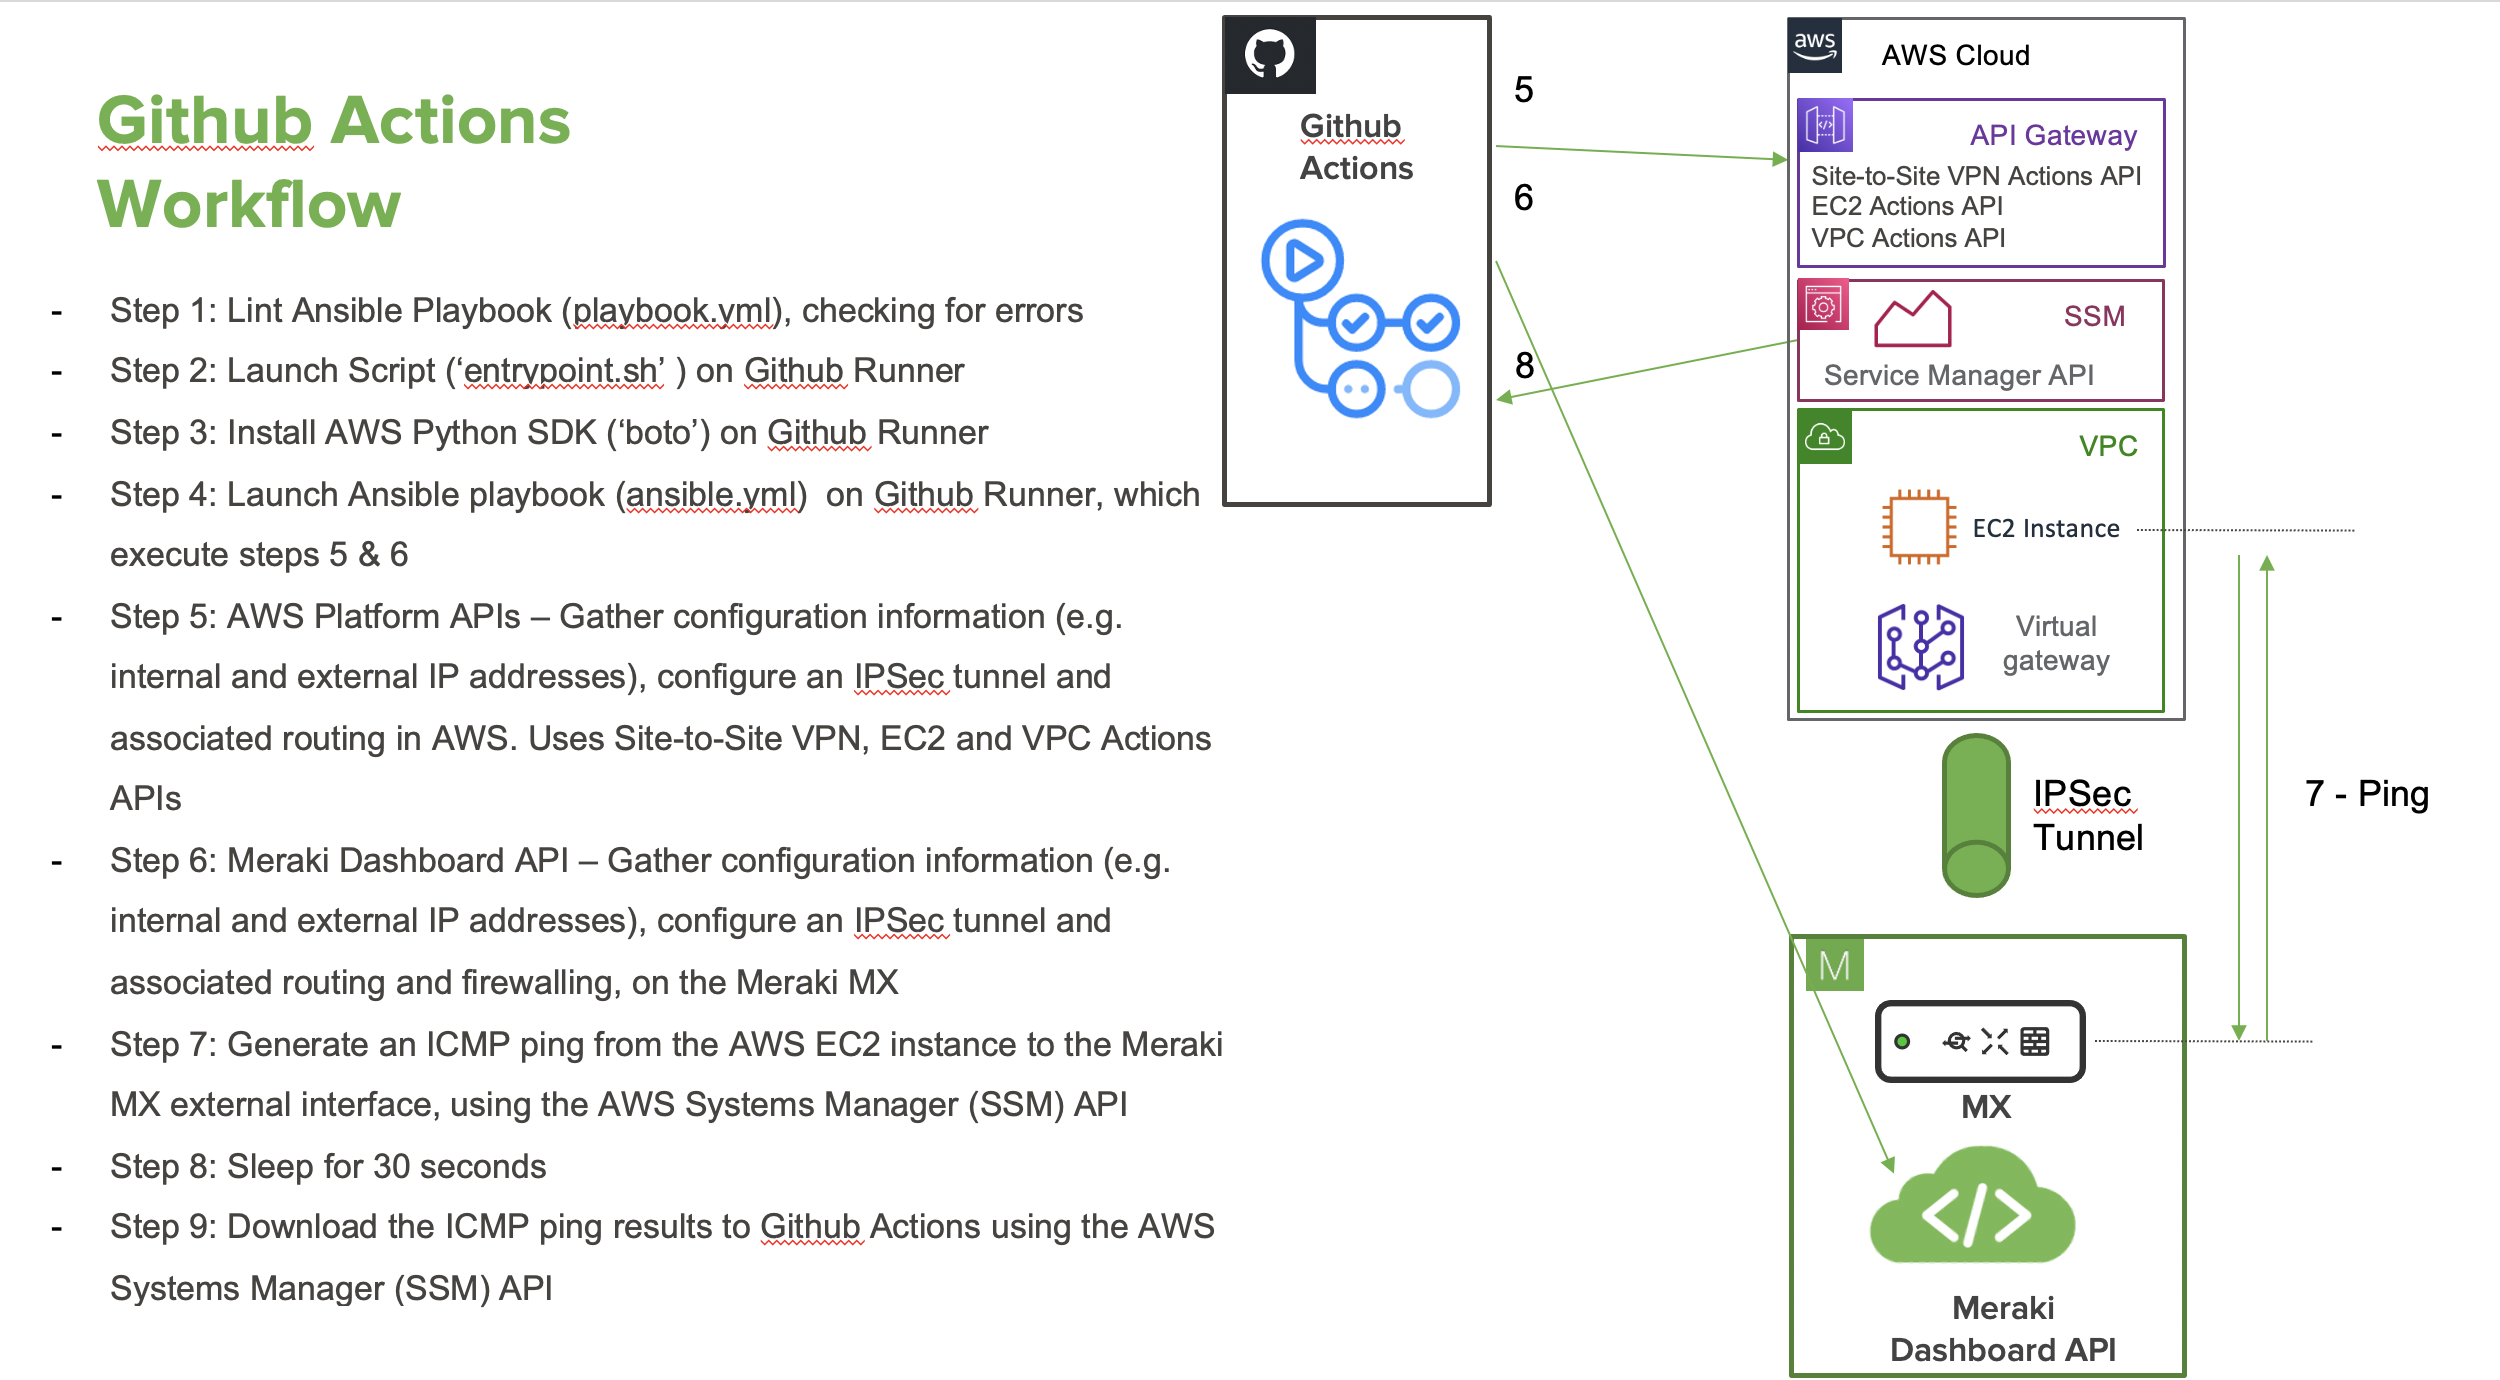 Github Actions
Workflow
- Step 1: Lint Ansible Playbook (playbook.yml), checking for errors
- Step 2: Launch Script (‘entrypoint.sh’ ) on Github Runner
- Step 3: Install AWS Python SDK (‘boto’) on Github Runner
- Step 4: Launch Ansible playbook (ansible.yml)  on Github Runner, which
execute steps 5 & 6
- Step 5: AWS Platform APIs – Gather configuration information (e.g.
internal and external IP addresses), configure an IPSec tunnel and
associated routing in AWS. Uses Site-to-Site VPN, EC2 and VPC Actions
APIs
- Step 6: Meraki Dashboard API – Gather configuration information (e.g.
internal and external IP addresses), configure an IPSec tunnel and
associated routing and firewalling, on the Meraki MX
- Step 7: Generate an ICMP ping from the AWS EC2 instance to the Meraki
MX external interface, using the AWS Systems Manager (SSM) API
- Step 8: Sleep for 30 seconds
- Step 9: Download the ICMP ping results to Github Actions using the AWS
Systems Manager (SSM) API
Github
Actions
5
6
8
aws
AWS Cloud
API Gateway
Site-to-Site VPN Actions API
EC2 Actions API
VPC Actions API
SSM
Service Manager API
VPC
EC2 Instance
Virtual
gateway
IPSec
Tunnel
7 - Ping
M
MX
</>
Meraki
Dashboard API